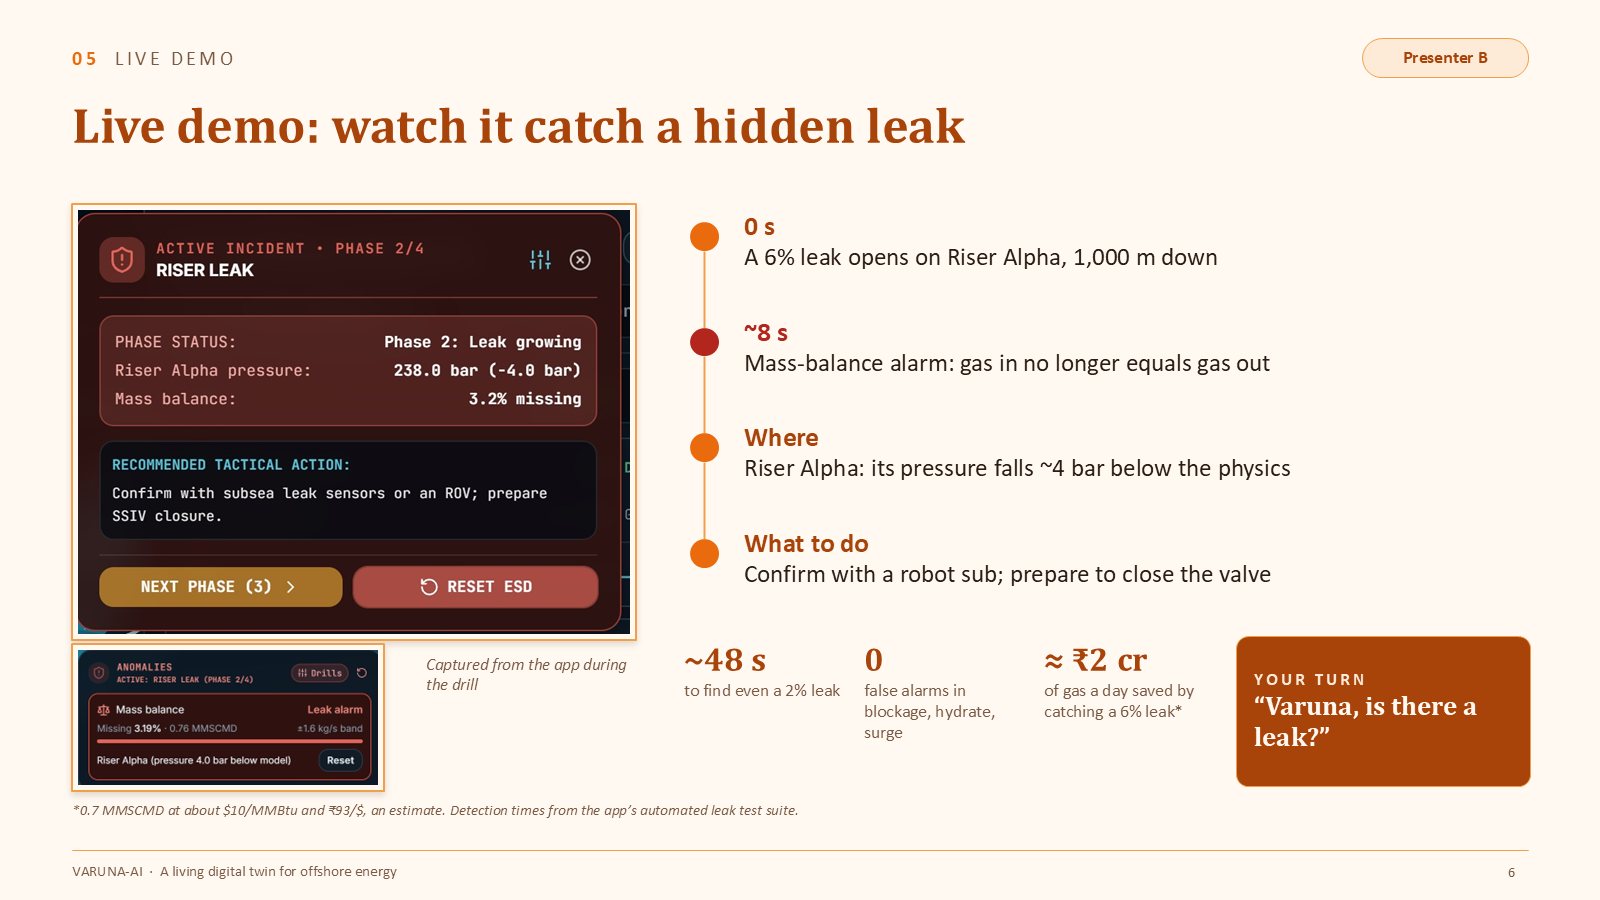 05 LIVE DEMO
Presenter B
Live demo: watch it catch a hidden leak
ACTIVE INCIDENT • PHASE 2/4
RISER LEAK
PHASE STATUS: Phase 2: Leak growing
Riser Alpha pressure: 238.0 bar (-4.0 bar)
Mass balance: 3.2% missing
RECOMMENDED TACTICAL ACTION:
Confirm with subsea leak sensors or an ROV; prepare
SSIV closure.
NEXT PHASE (3)
RESET ESD
0 s
A 6% leak opens on Riser Alpha, 1,000 m down
~8 s
Mass-balance alarm: gas in no longer equals gas out
Where
Riser Alpha: its pressure falls ~4 bar below the physics
What to do
Confirm with a robot sub; prepare to close the valve
ANOMALIES
ACTIVE: RISER LEAK (PHASE 2/4)
Drills
Mass balance Leak alarm
Missing 3.19% · 0.76 MMSCMD ±1.6 kg/s band
Riser Alpha (pressure 4.0 bar below model) Reset
Captured from the app during
the drill
~48 s
to find even a 2% leak
0
false alarms in
blockage, hydrate,
surge
≈ ₹2 cr
of gas a day saved by
catching a 6% leak*
YOUR TURN
“Varuna, is there a
leak?”
*0.7 MMSCMD at about $10/MMBtu and ₹93/$, an estimate. Detection times from the app’s automated leak test suite.
VARUNA-AI · A living digital twin for offshore energy
6